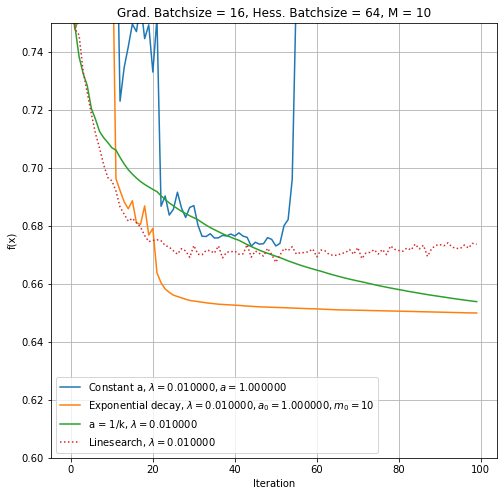 Grad. Batchsize = 16, Hess. Batchsize = 64, M = 10
f(x)
0.74
0.72
0.70
0.68
0.66
0.64
0.62
0.60
Constant a, λ = 0.010000, a = 1.000000
Exponential decay, λ = 0.010000, a₀ = 1.000000, m₀ = 10
a = 1/k, λ = 0.010000
Linesearch, λ = 0.010000
0 20 40 60 80 100
Iteration